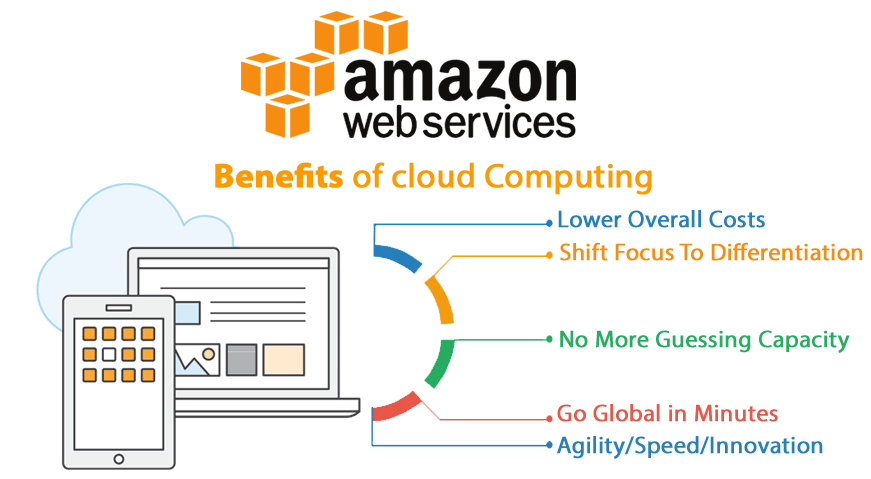 amazon
web services
Benefits of cloud Computing
Lower Overall Costs
Shift Focus To Differentiation
No More Guessing Capacity
Go Global in Minutes
Agility/Speed/Innovation